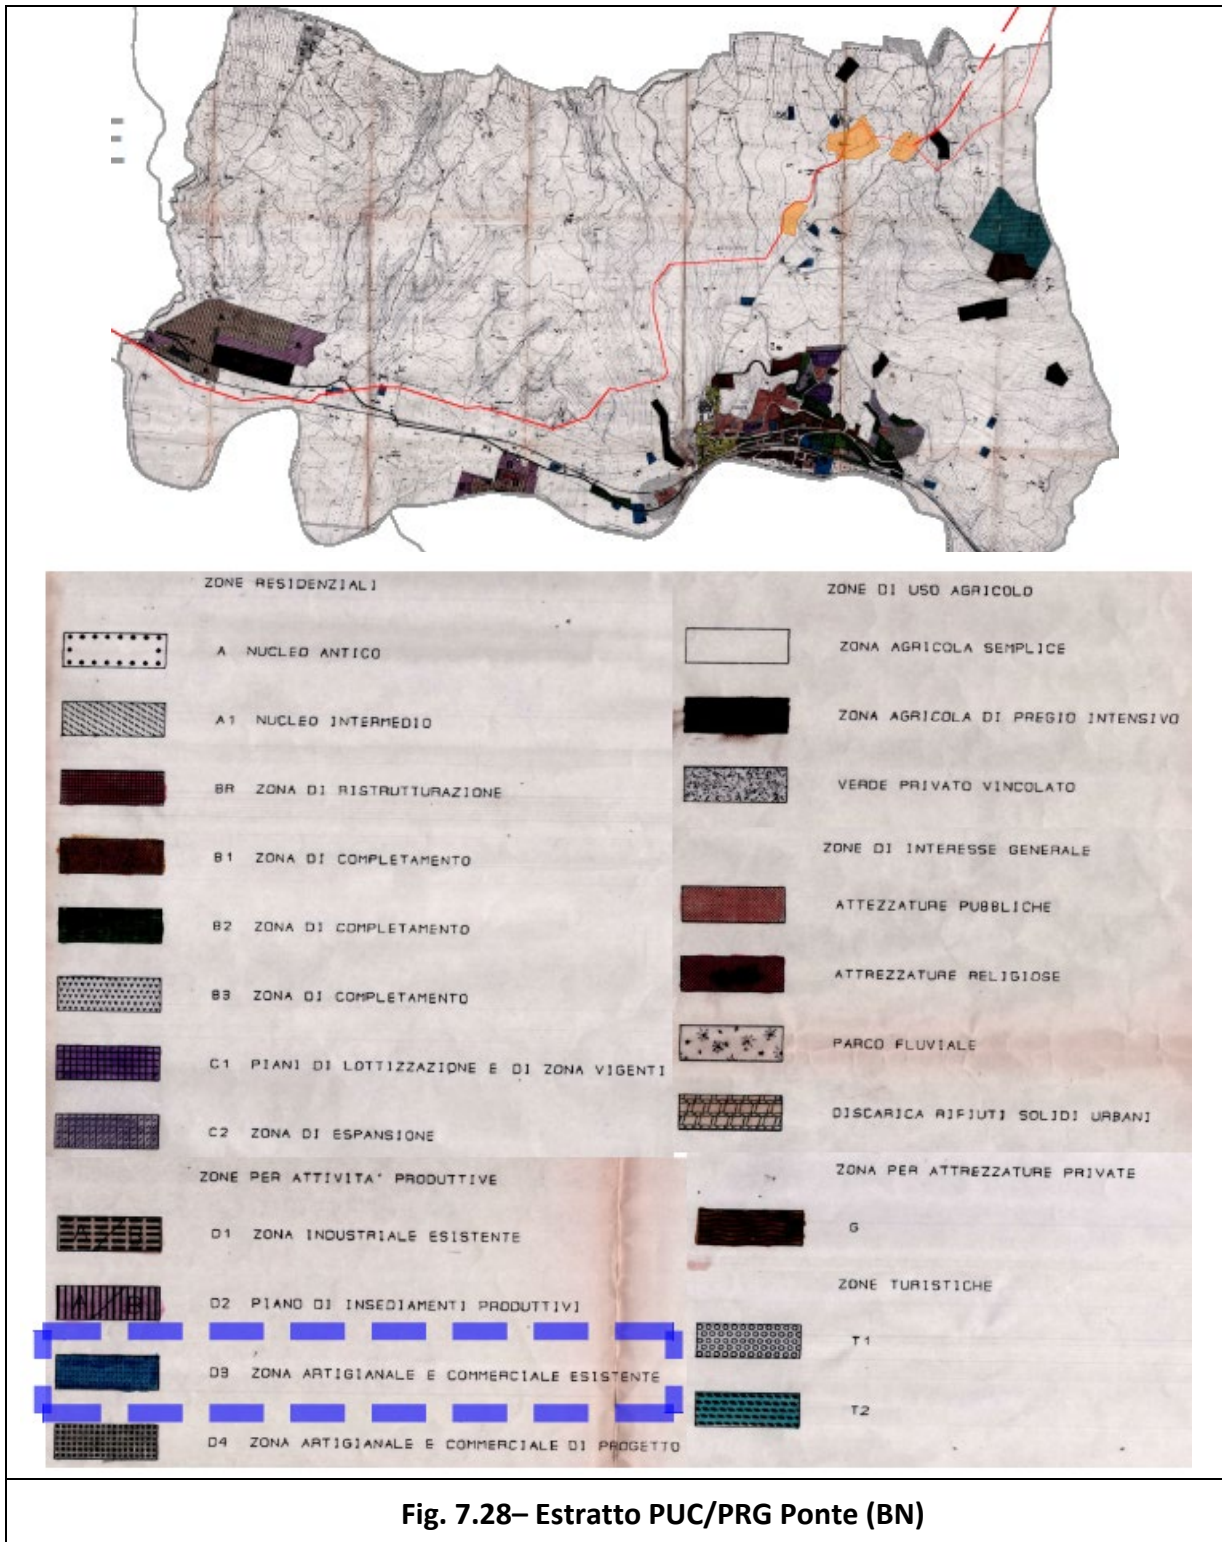 ZONE RESIDENZIALI
A NUCLEO ANTICO
A1 NUCLEO INTERMEDIO
BR ZONA DI RISTRUTTURAZIONE
B1 ZONA DI COMPLETAMENTO
B2 ZONA DI COMPLETAMENTO
B3 ZONA DI COMPLETAMENTO
C1 PIANI DI LOTTIZZAZIONE E DI ZONA VIGENTI
C2 ZONA DI ESPANSIONE
ZONE PER ATTIVITA' PRODUTTIVE
A/B
D1 ZONA INDUSTRIALE ESISTENTE
A/B
D2 PIANO DI INSEDIAMENTI PRODUTTIVI
D3 ZONA ARTIGIANALE E COMMERCIALE ESISTENTE
D4 ZONA ARTIGIANALE E COMMERCIALE DI PROGETTO
ZONE DI USO AGRICOLO
ZONA AGRICOLA SEMPLICE
ZONA AGRICOLA DI PREGIO INTENSIVO
VERDE PRIVATO VINCOLATO
ZONE DI INTERESSE GENERALE
ATTEZZATURE PUBBLICHE
ATTREZZATURE RELIGIOSE
PARCO FLUVIALE
DISCARICA RIFIUTI SOLIDI URBANI
ZONA PER ATTREZZATURE PRIVATE
G
ZONE TURISTICHE
T1
T2
Fig. 7.28– Estratto PUC/PRG Ponte (BN)